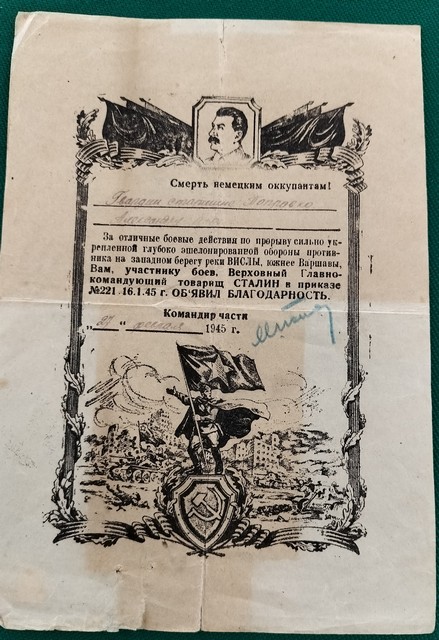 Смерть немецким оккупантам!
Гвардии старшине
За отличные боевые действия по прорыву сильно ук-
репленной глубоко эшелонированной обороны против-
ника на западном берегу реки ВИСЛЫ, южнее Варшавы,
Вам, участнику боев, Верховный Главно-
командующий товарищ СТАЛИН в приказе
№221 16.1.45 г. ОБ'ЯВИЛ БЛАГОДАРНОСТЬ.
Командир части
„27" 1945 г.